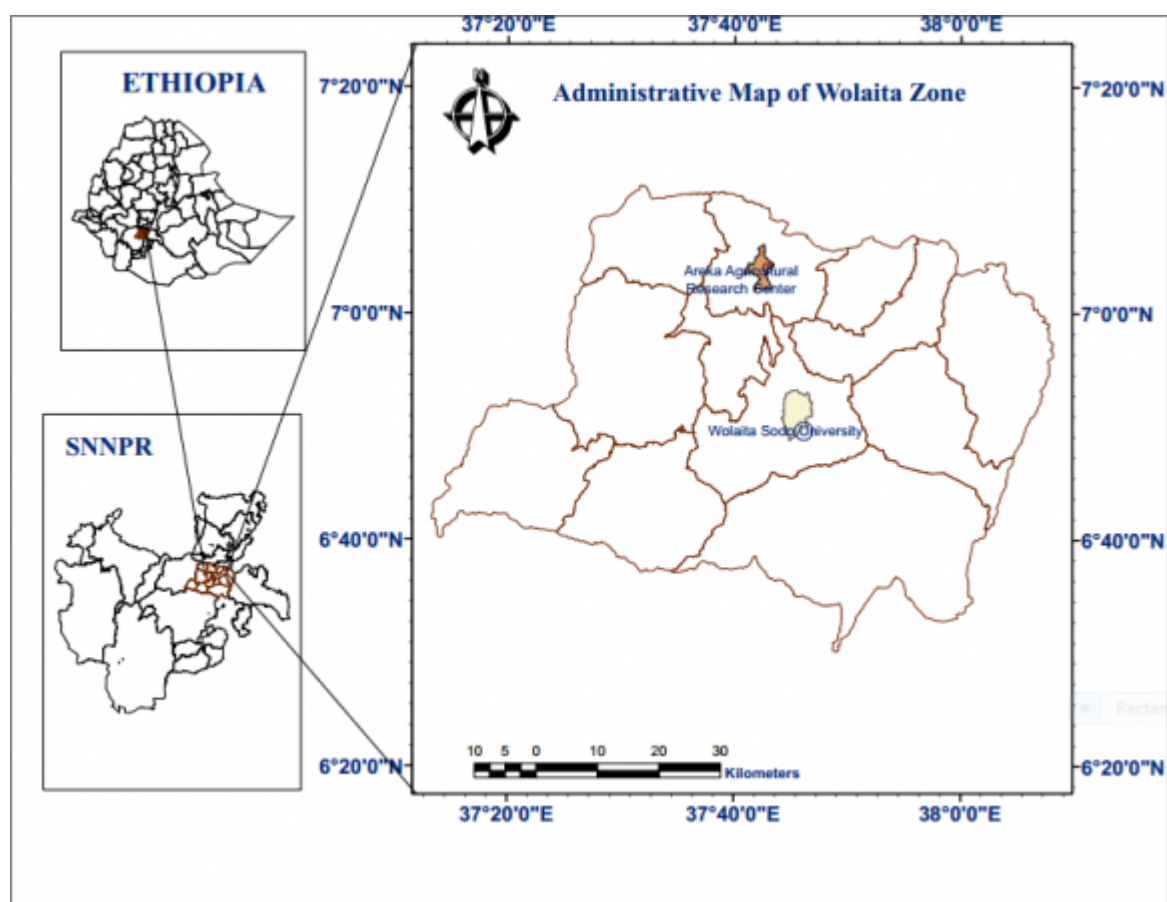 37°20'0"E 37°40'0"E 38°0'0"E
ETHIOPIA
7°20'0"N
7°20'0"N
N
Administrative Map of Wolaita Zone
Areka Agricultural
Research Center
7°0'0"N
7°0'0"N
SNNPR
Wolaita Sodo University
6°40'0"N
6°40'0"N
10 5 0 10 20 30
Kilometers
6°20'0"N
6°20'0"N
37°20'0"E 37°40'0"E 38°0'0"E